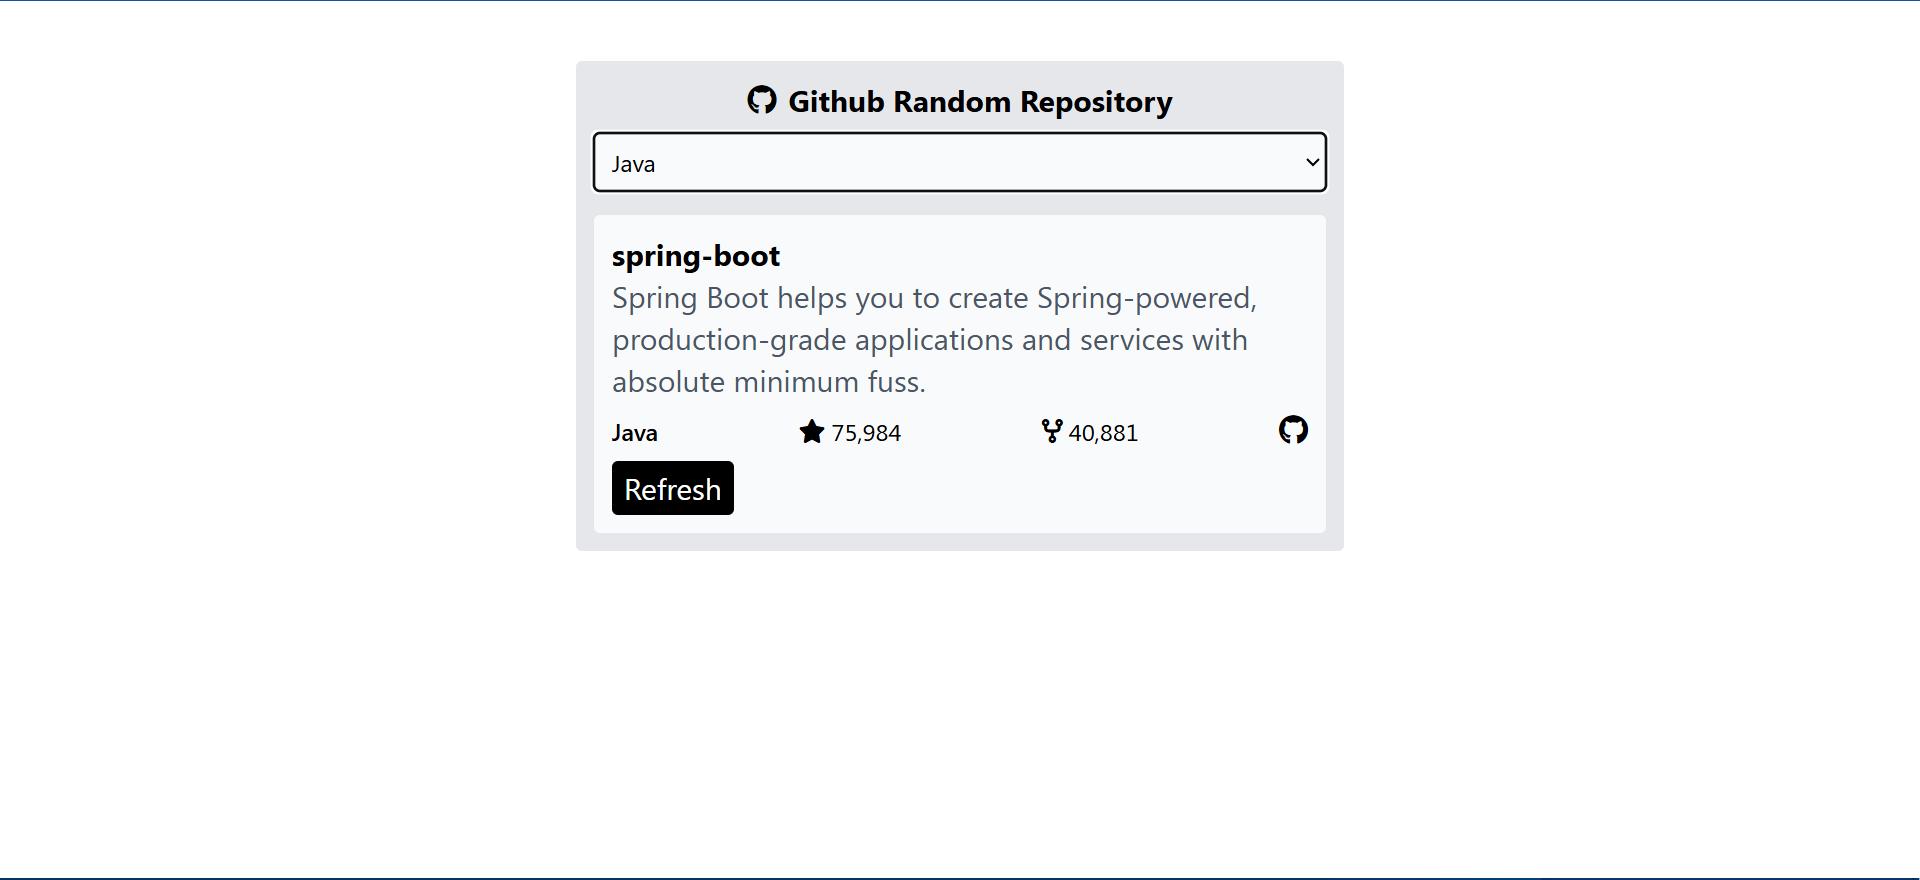 Github Random Repository
Java
spring-boot
Spring Boot helps you to create Spring-powered,
production-grade applications and services with
absolute minimum fuss.
Java 75,984 40,881
Refresh